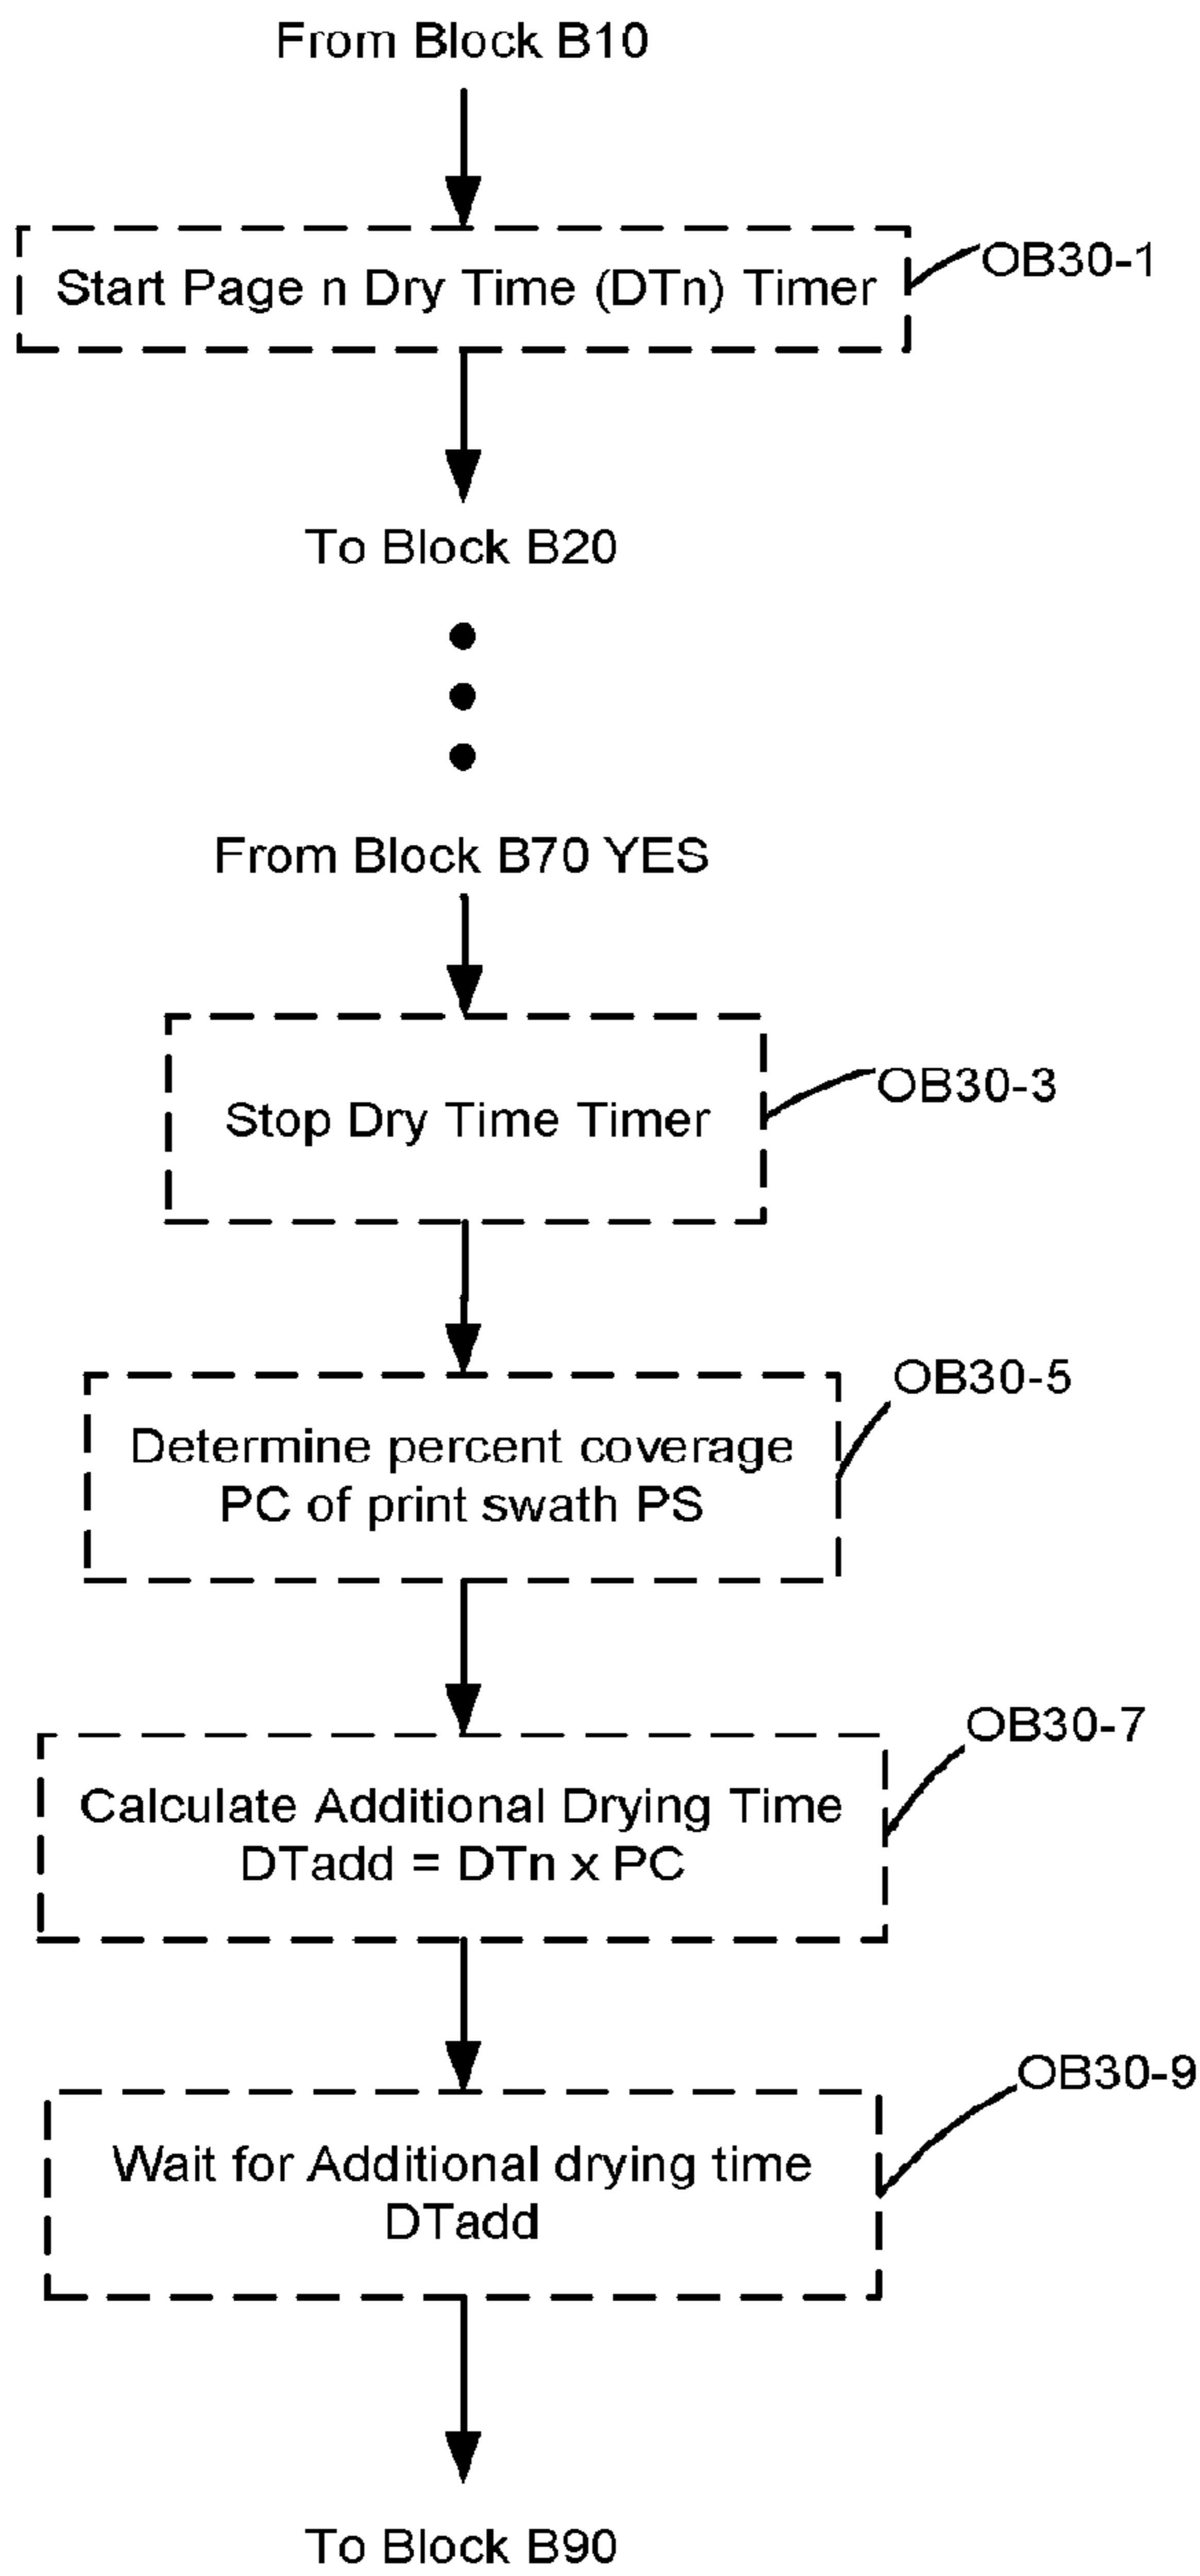 From Block B10
Start Page n Dry Time (DTn) Timer
OB30-1
To Block B20
From Block B70 YES
Stop Dry Time Timer
OB30-3
OB30-5
Determine percent coverage
PC of print swath PS
OB30-7
Calculate Additional Drying Time
DTadd = DTn x PC
OB30-9
Wait for Additional drying time
DTadd
To Block B90